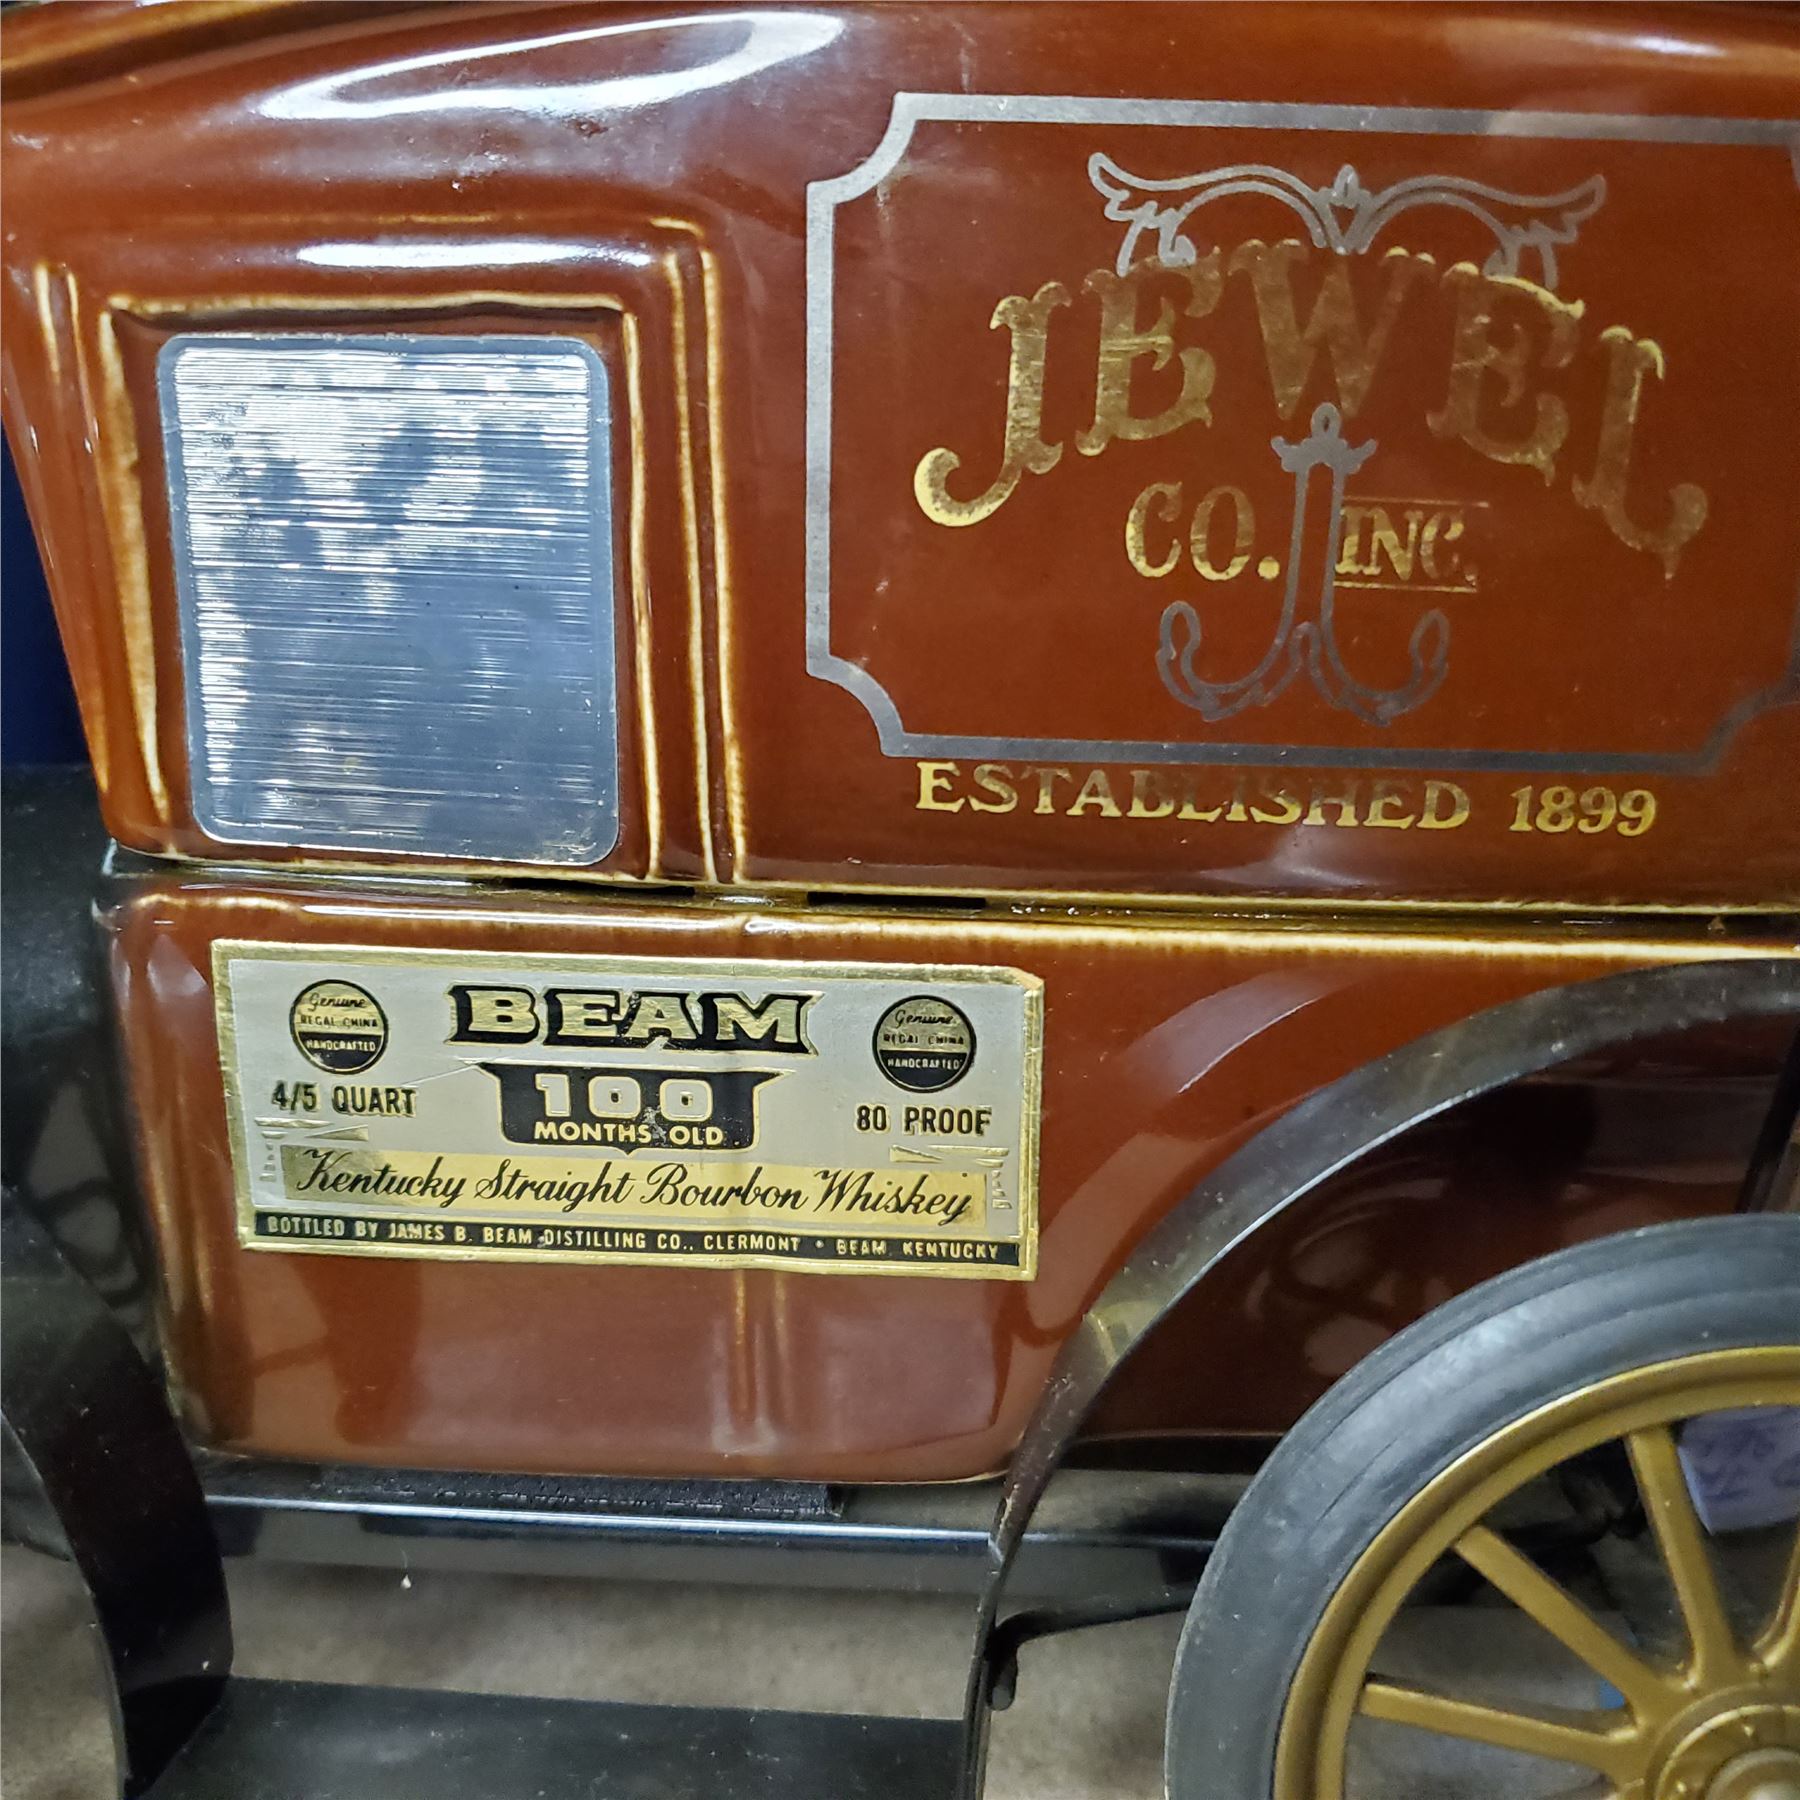 JEWEL
CO. INC.
ESTABLISHED 1899
Genuine
REGAL CHINA
HANDCRAFTED
BEAM
Genuine
REGAL CHINA
HANDCRAFTED
4/5 QUART
100
MONTHS OLD
80 PROOF
Kentucky Straight Bourbon Whiskey
BOTTLED BY JAMES B. BEAM DISTILLING CO., CLERMONT • BEAM, KENTUCKY